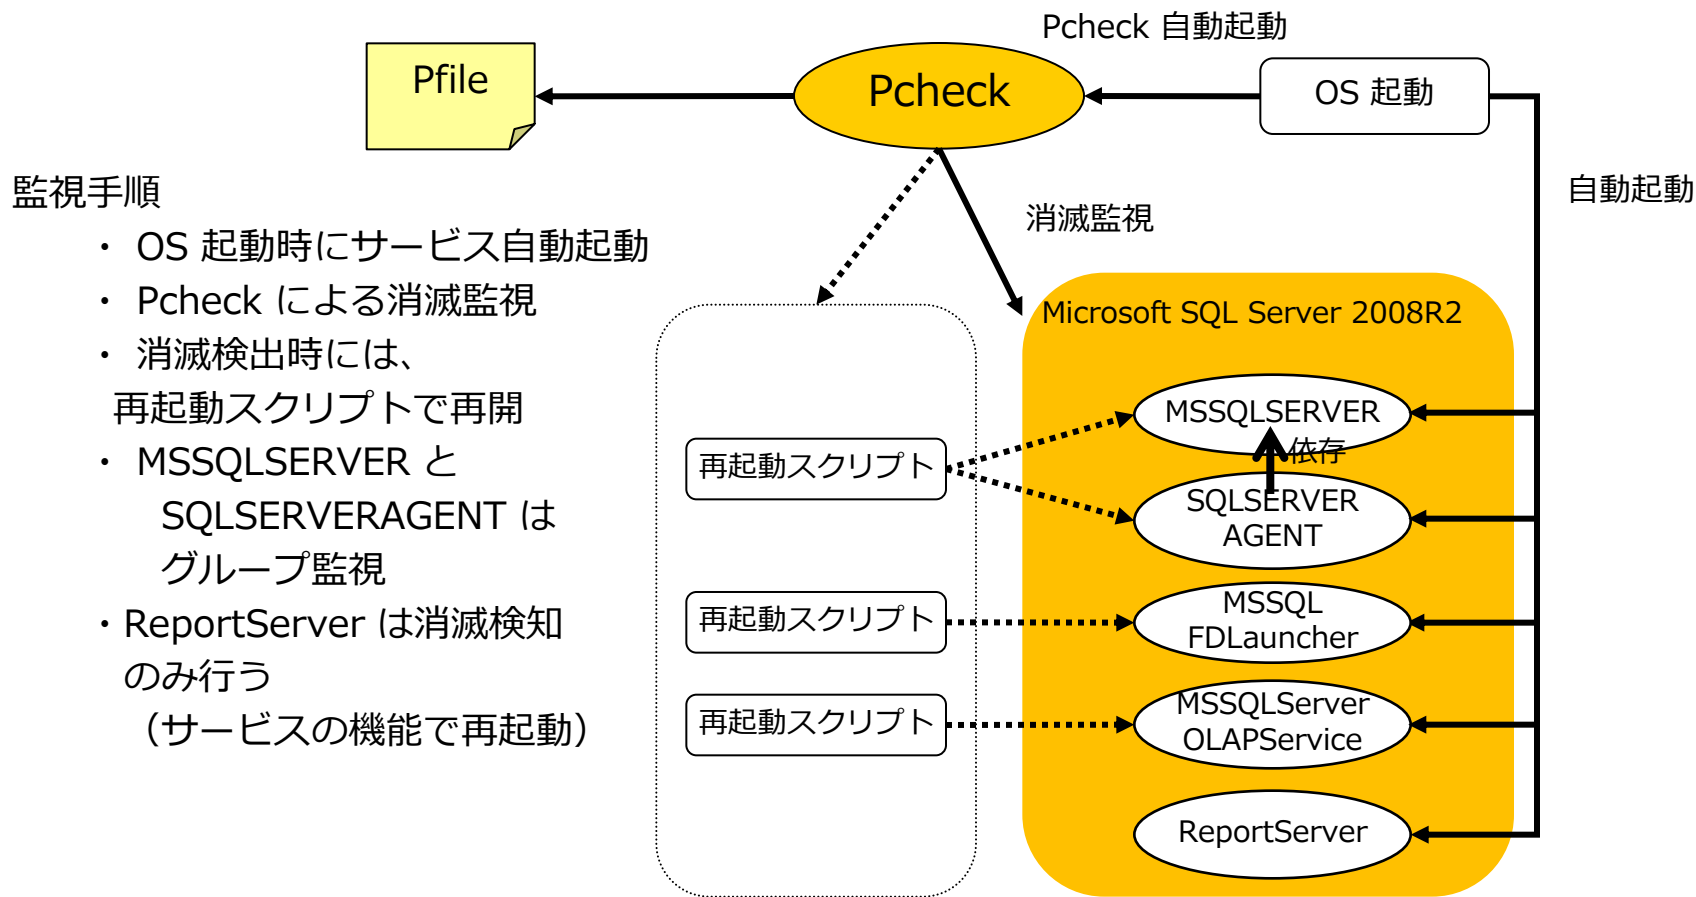 Pcheck 自動起動
Pfile
Pcheck
OS 起動
自動起動
監視手順
・ OS 起動時にサービス自動起動
・ Pcheck による消滅監視
・ 消滅検出時には、
再起動スクリプトで再開
・ MSSQLSERVER と
SQLSERVERAGENT は
グループ監視
・ReportServer は消滅検知
のみ行う
（サービスの機能で再起動）
消滅監視
Microsoft SQL Server 2008R2
再起動スクリプト
再起動スクリプト
再起動スクリプト
MSSQLSERVER
依存
SQLSERVER
AGENT
MSSQL
FDLauncher
MSSQLServer
OLAPService
ReportServer